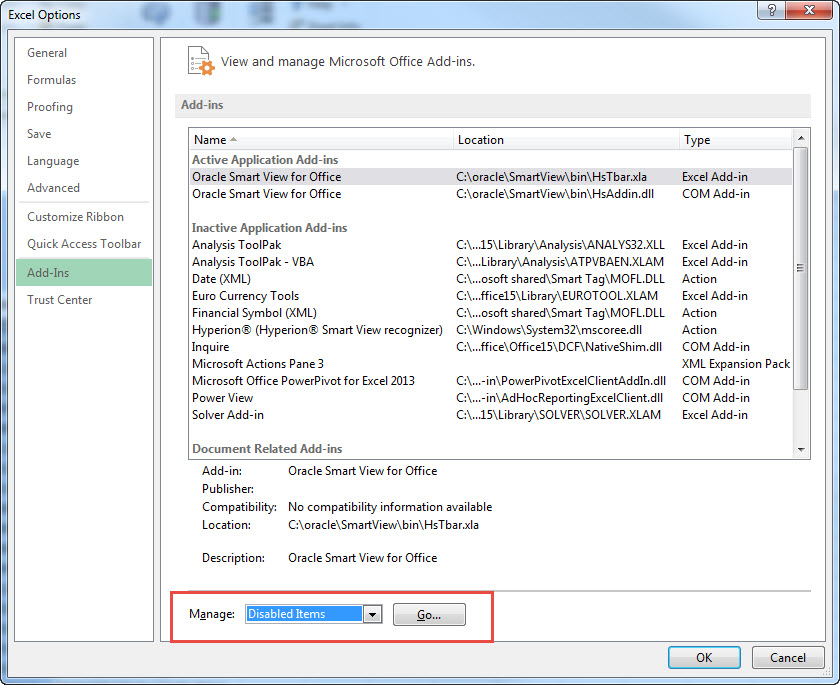 Excel Options
General
Formulas
Proofing
Save
Language
Advanced
Customize Ribbon
Quick Access Toolbar
Add-Ins
Trust Center
View and manage Microsoft Office Add-ins.
Add-ins
Name Location Type
Active Application Add-ins
Oracle Smart View for Office C:\oracle\SmartView\bin\HsTbar.xla Excel Add-in
Oracle Smart View for Office C:\oracle\SmartView\bin\HsAddin.dll COM Add-in
Inactive Application Add-ins
Analysis ToolPak C:\...15\Library\Analysis\ANALYS32.XLL Excel Add-in
Analysis ToolPak - VBA C:\...Library\Analysis\ATPVBAEN.XLAM Excel Add-in
Date (XML) C:\...osoft shared\Smart Tag\MOFL.DLL Action
Euro Currency Tools C:\...ffice15\Library\EUROTOOL.XLAM Excel Add-in
Financial Symbol (XML) C:\...osoft shared\Smart Tag\MOFL.DLL Action
Hyperion® (Hyperion® Smart View recognizer) C:\Windows\System32\mscoree.dll Action
Inquire C:\...ffice\Office15\DCF\NativeShim.dll COM Add-in
Microsoft Actions Pane 3 XML Expansion Pack
Microsoft Office PowerPivot for Excel 2013 C:\...-in\PowerPivotExcelClientAddIn.dll COM Add-in
Power View C:\...-in\AdHocReportingExcelClient.dll COM Add-in
Solver Add-in C:\...15\Library\SOLVER\SOLVER.XLAM Excel Add-in
Document Related Add-ins
Add-in: Oracle Smart View for Office
Publisher:
Compatibility: No compatibility information available
Location: C:\oracle\SmartView\bin\HsTbar.xla
Description: Oracle Smart View for Office
Manage: Disabled Items Go...
OK Cancel